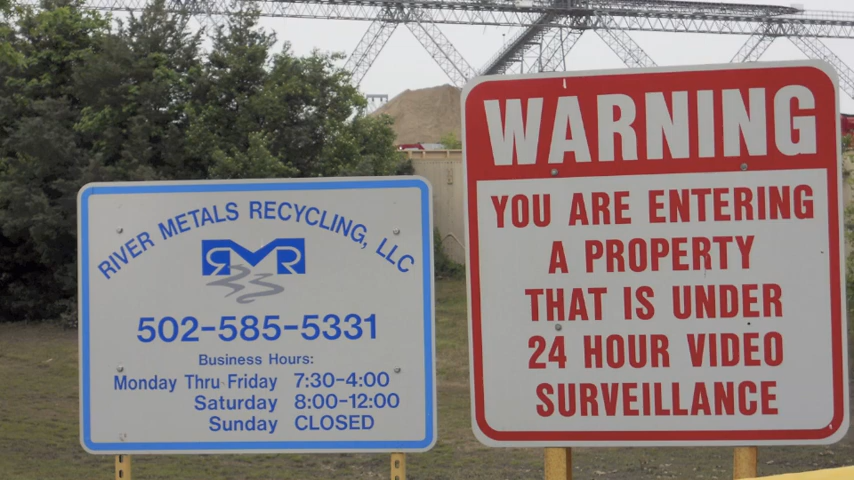 RIVER METALS RECYCLING, LLC
RMR
502-585-5331
Business Hours:
Monday Thru Friday 7:30-4:00
Saturday 8:00-12:00
Sunday CLOSED
WARNING
YOU ARE ENTERING
A PROPERTY
THAT IS UNDER
24 HOUR VIDEO
SURVEILLANCE